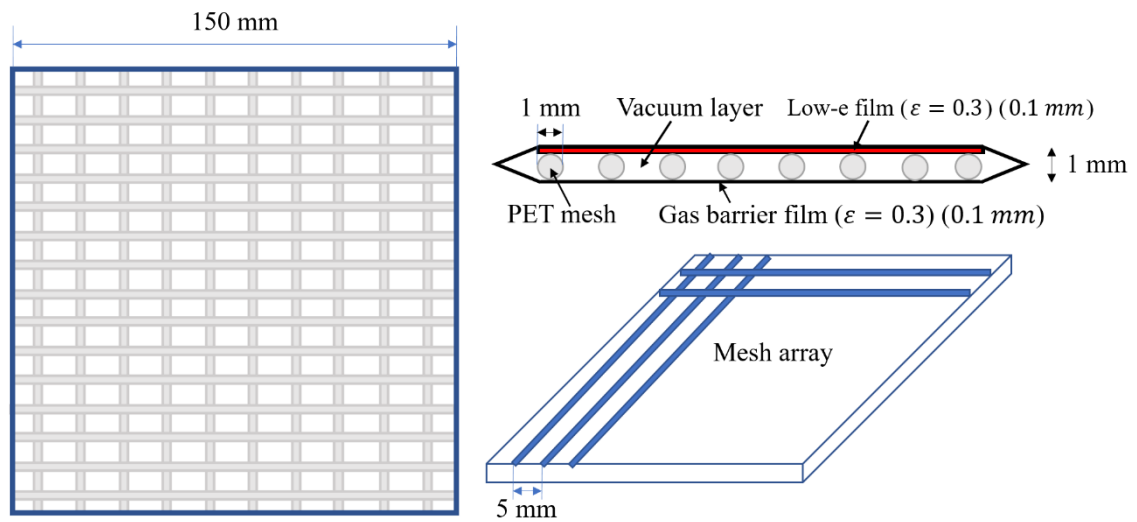 150 mm
1 mm
Vacuum layer
Low-e film (ε = 0.3) (0.1 mm)
1 mm
PET mesh
Gas barrier film (ε = 0.3) (0.1 mm)
Mesh array
5 mm